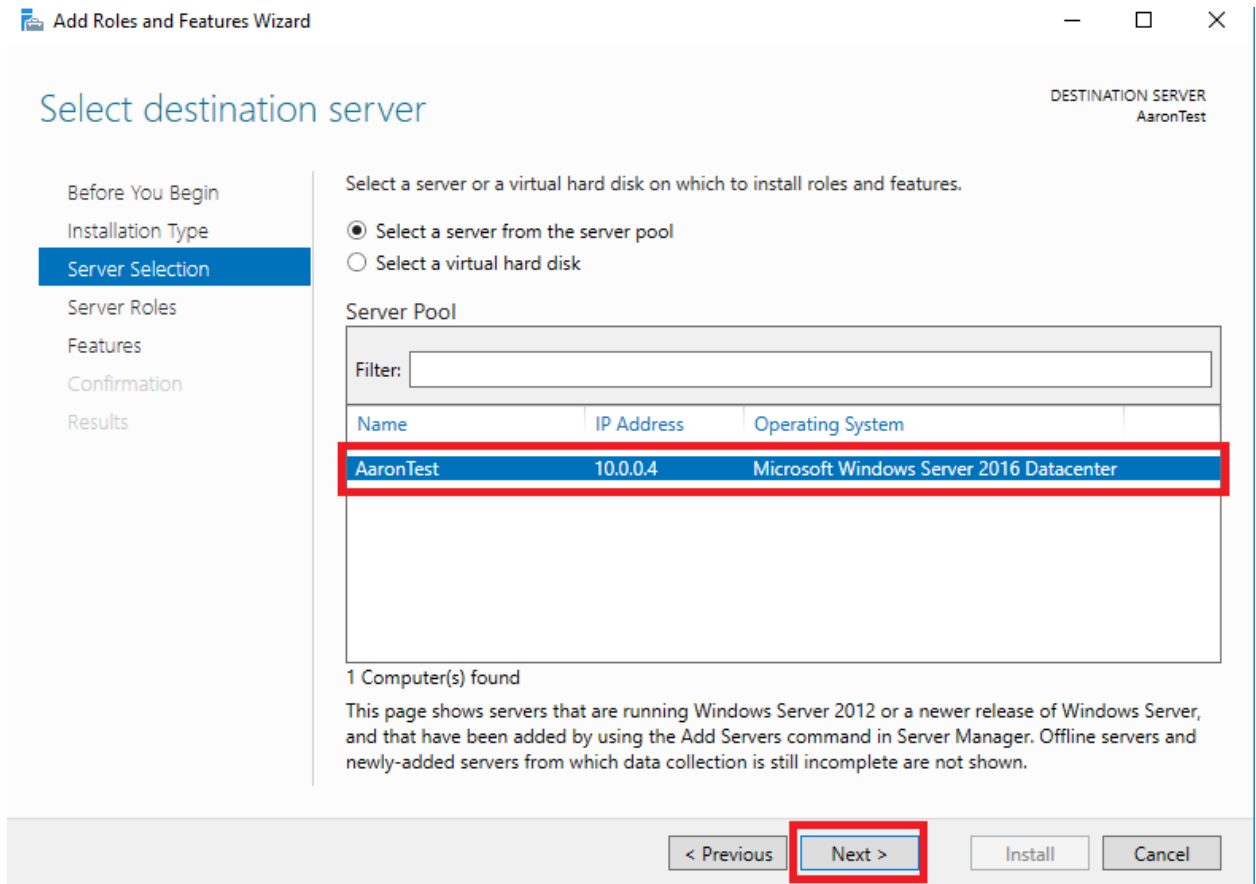 Add Roles and Features Wizard
Select destination server
DESTINATION SERVER
AaronTest
Before You Begin
Installation Type
Server Selection
Server Roles
Features
Confirmation
Results
Select a server or a virtual hard disk on which to install roles and features.
Select a server from the server pool
Select a virtual hard disk
Server Pool
Filter:
Name IP Address Operating System
AaronTest 10.0.0.4 Microsoft Windows Server 2016 Datacenter
1 Computer(s) found
This page shows servers that are running Windows Server 2012 or a newer release of Windows Server,
and that have been added by using the Add Servers command in Server Manager. Offline servers and
newly-added servers from which data collection is still incomplete are not shown.
< Previous Next > Install Cancel